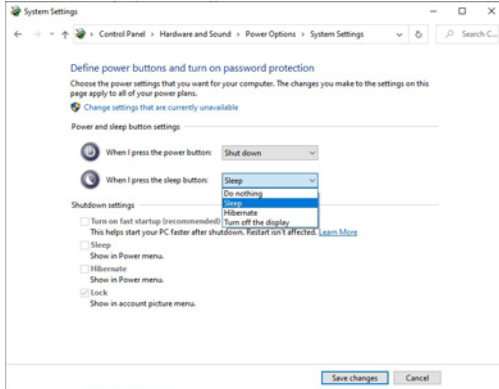 System Settings
Control Panel > Hardware and Sound > Power Options > System Settings
Search C...
Define power buttons and turn on password protection
Choose the power settings that you want for your computer. The changes you make to the settings on this
page apply to all of your power plans.
Change settings that are currently unavailable
Power and sleep button settings
When I press the power button: Shut down
When I press the sleep button: Sleep
Do nothing
Sleep
Hibernate
Turn off the display
Shutdown settings
Turn on fast startup (recommended)
This helps start your PC faster after shutdown. Restart isn't affected. Learn More
Sleep
Show in Power menu.
Hibernate
Show in Power menu.
Lock
Show in account picture menu.
Save changes Cancel